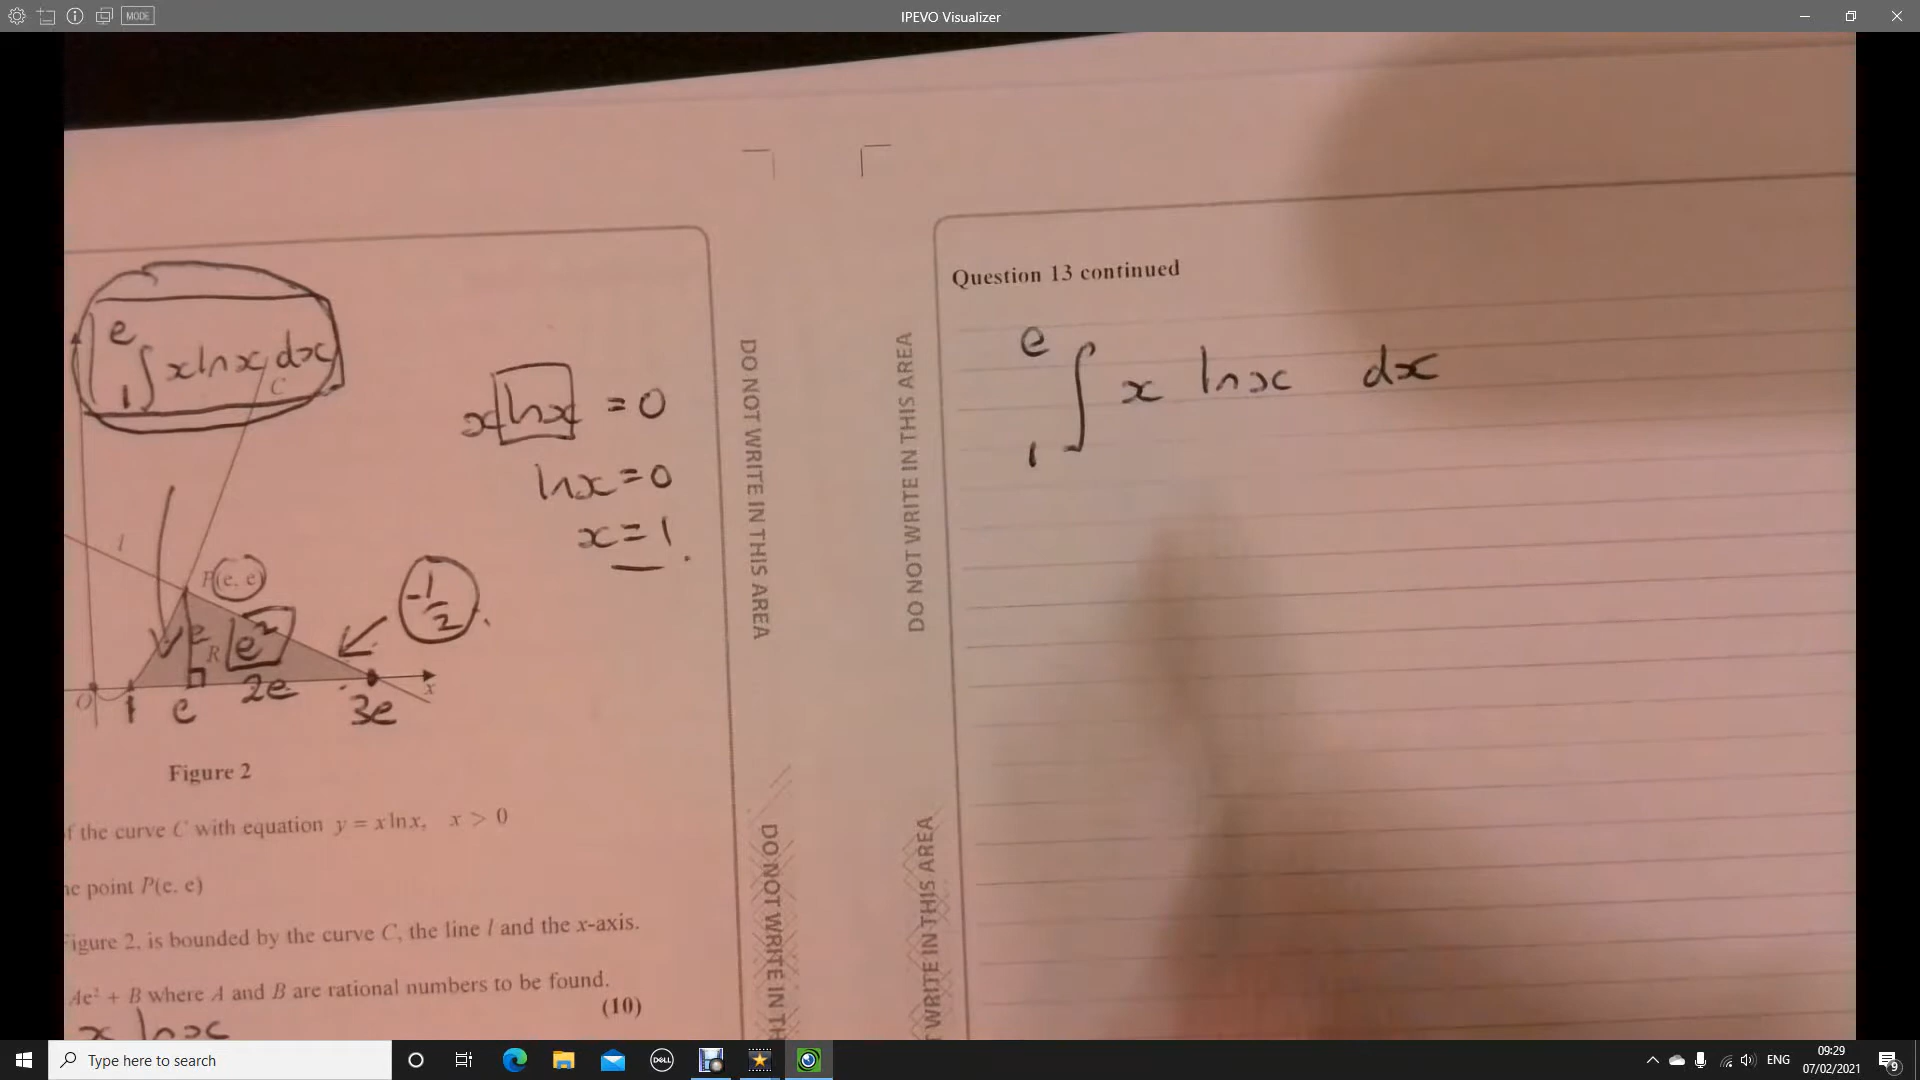 MODE
IPEVO Visualizer
e
∫ x ln x dx
1
C
x ln x = 0
ln x = 0
x = 1
l
P(e, e)
-1/2
e
R
e²
2e
O
1
e
3e
x
Figure 2
of the curve C with equation y = x ln x, x > 0
point P(e, e)
Figure 2, is bounded by the curve C, the line l and the x-axis.
Ae² + B where A and B are rational numbers to be found.
(10)
x ln x
DO NOT WRITE IN THIS AREA
DO NOT WRITE IN TH
DO NOT WRITE IN THIS AREA
WRITE IN THIS AREA
Question 13 continued
e
∫ x ln x dx
1
Type here to search
DELL
ENG
09:29
07/02/2021
9